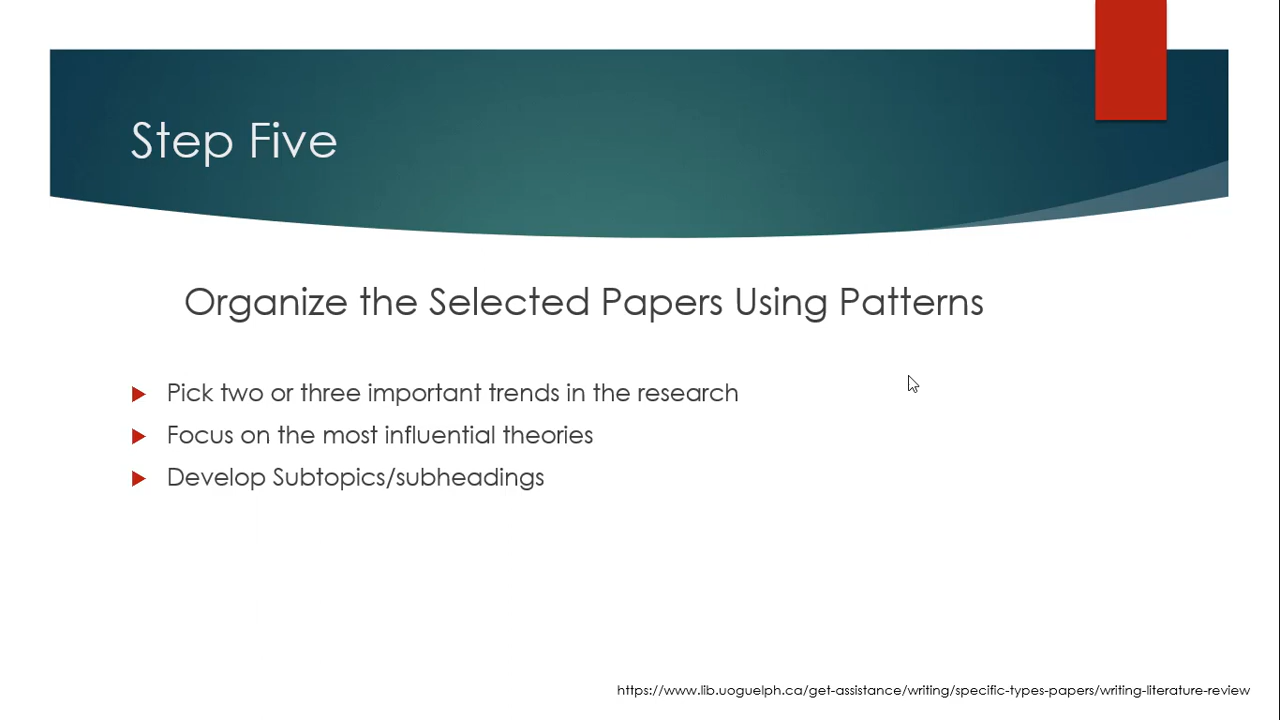 Step Five
Organize the Selected Papers Using Patterns
Pick two or three important trends in the research
Focus on the most influential theories
Develop Subtopics/subheadings
https://www.lib.uoguelph.ca/get-assistance/writing/specific-types-papers/writing-literature-review